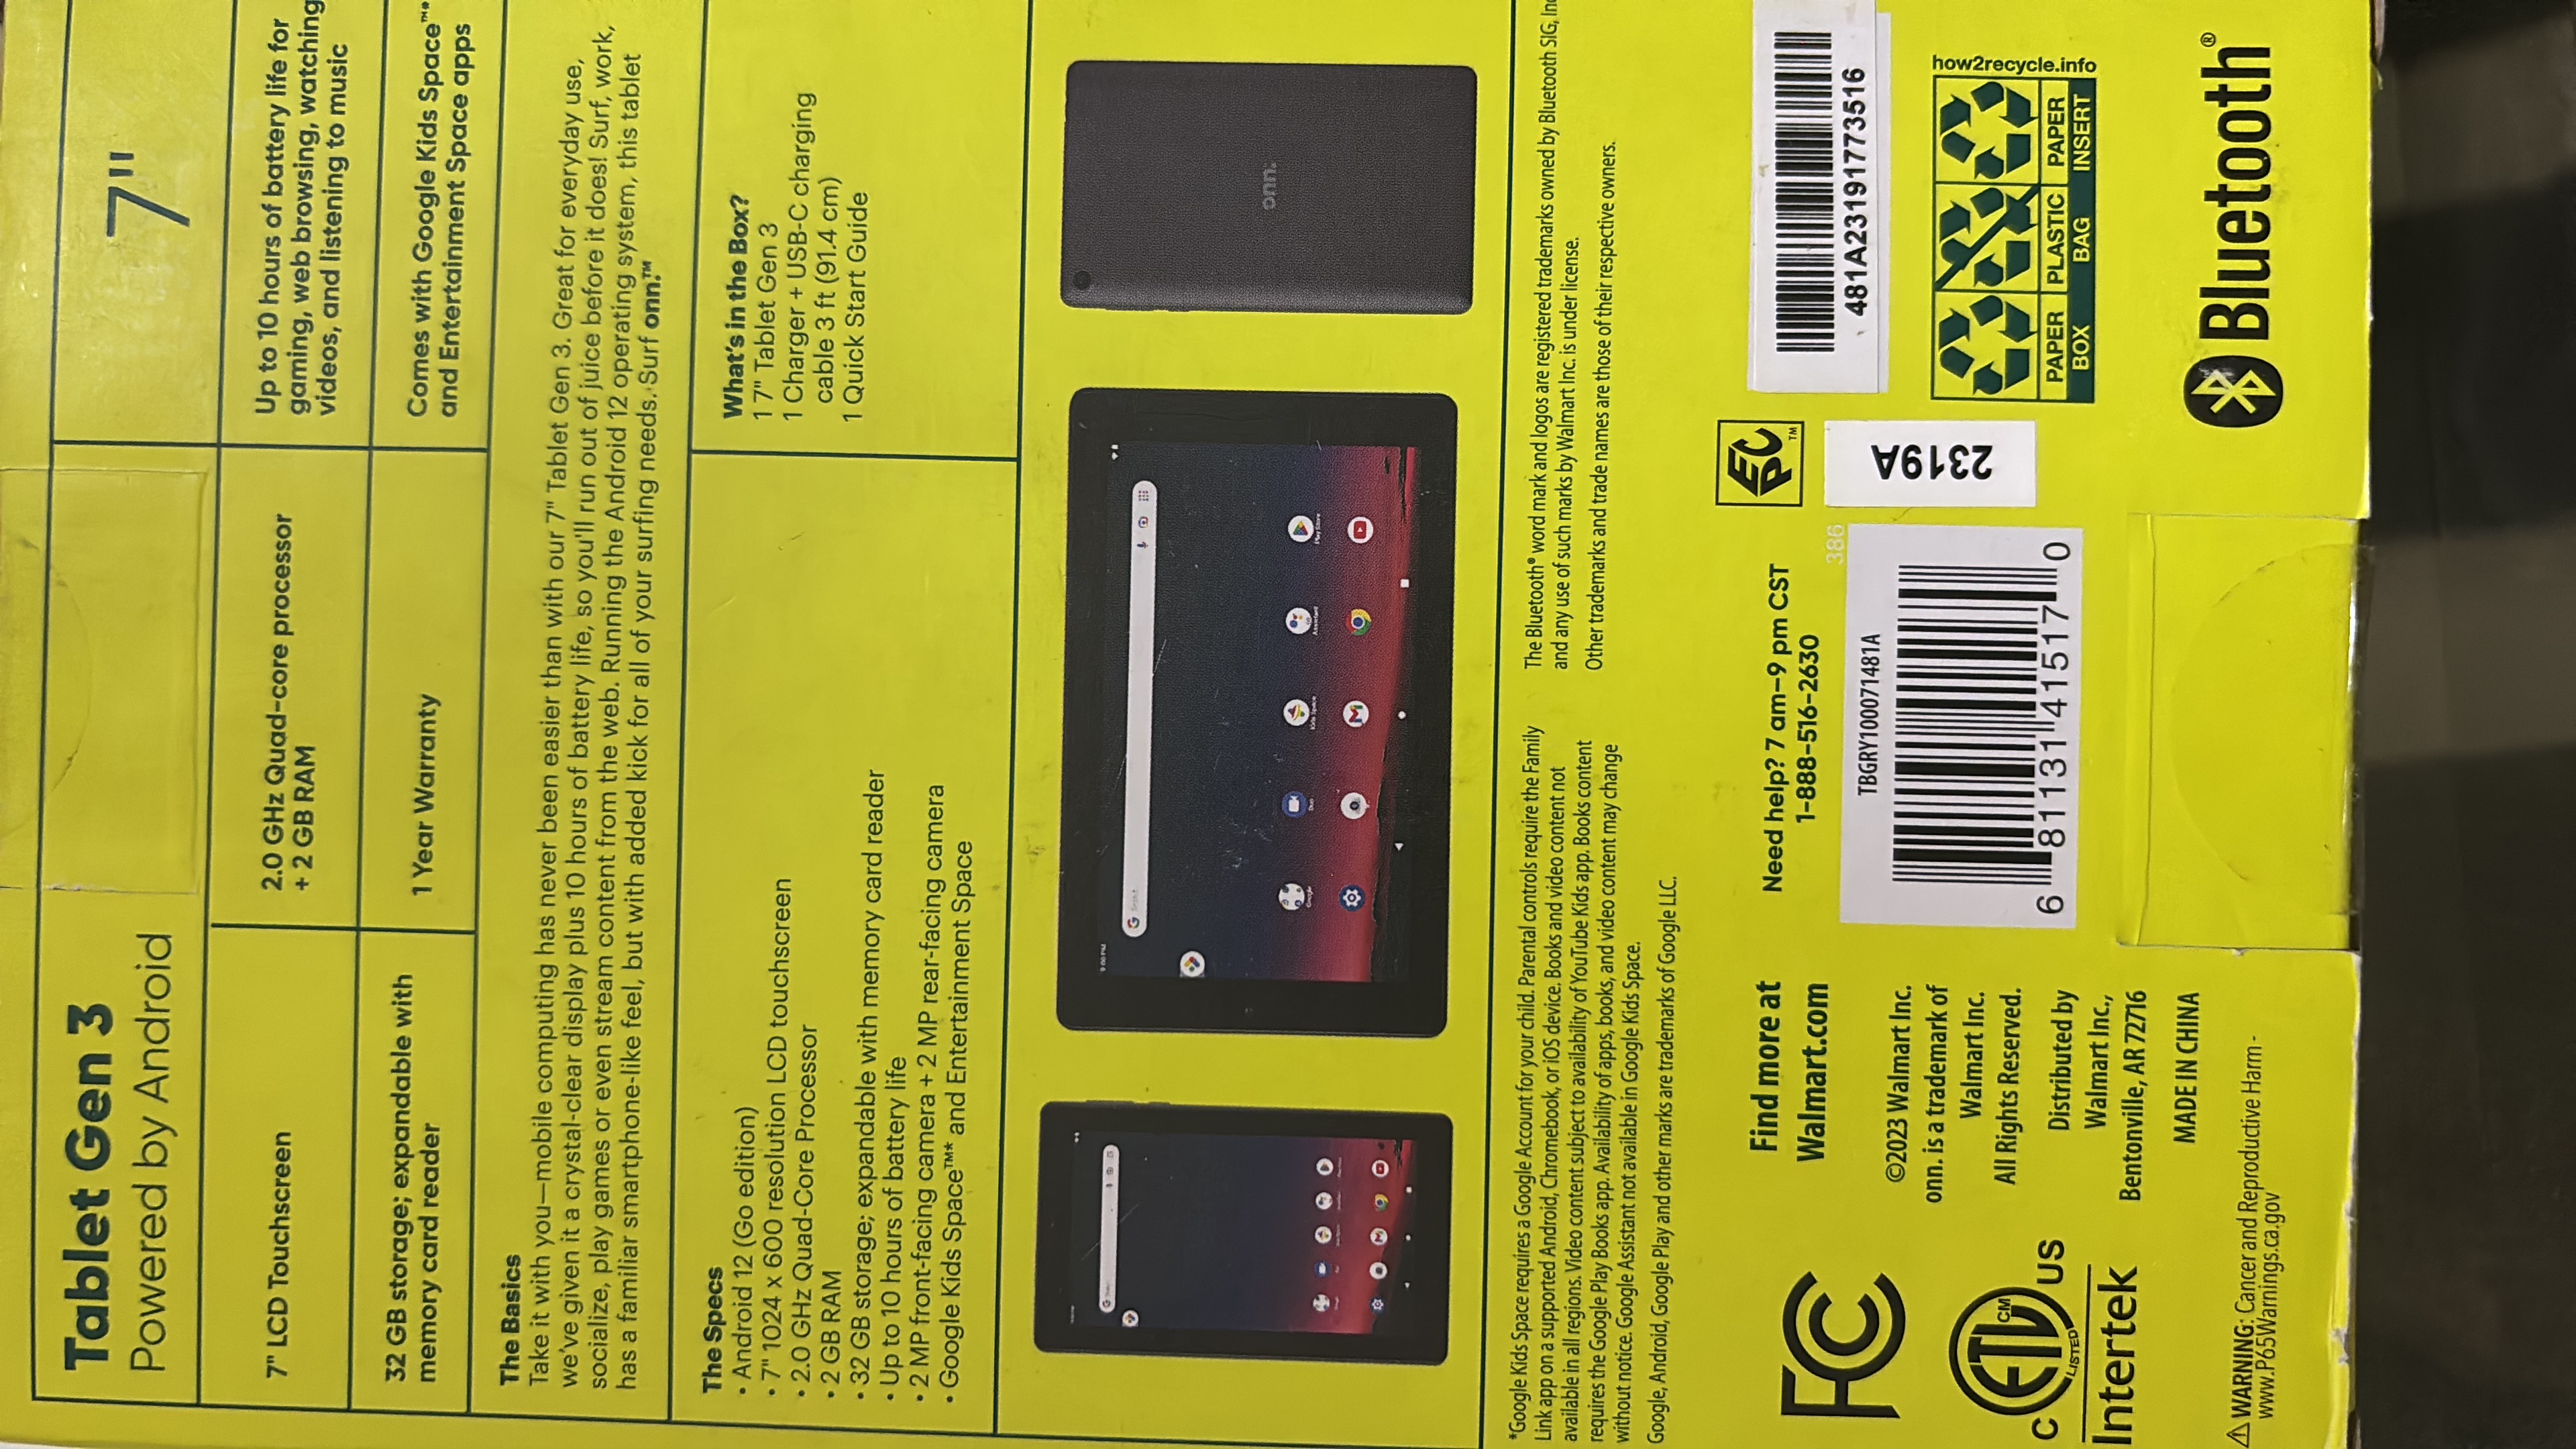 Tablet Gen 3
Powered by Android
7"
7" LCD Touchscreen
2.0 GHz Quad-core processor
+ 2 GB RAM
Up to 10 hours of battery life for
gaming, web browsing, watching
videos, and listening to music
32 GB storage; expandable with
memory card reader
1 Year Warranty
Comes with Google Kids Space™*
and Entertainment Space apps
The Basics
Take it with you—mobile computing has never been easier than with our 7" Tablet Gen 3. Great for everyday use,
we've given it a crystal-clear display plus 10 hours of battery life, so you'll run out of juice before it does! Surf, work,
socialize, play games or even stream content from the web. Running the Android 12 operating system, this tablet
has a familiar smartphone-like feel, but with added kick for all of your surfing needs. Surf onn.™
The Specs
• Android 12 (Go edition)
• 7" 1024 x 600 resolution LCD touchscreen
• 2.0 GHz Quad-Core Processor
• 2 GB RAM
• 32 GB storage; expandable with memory card reader
• Up to 10 hours of battery life
• 2 MP front-facing camera + 2 MP rear-facing camera
• Google Kids Space™* and Entertainment Space
What's in the Box?
1 7" Tablet Gen 3
1 Charger + USB-C charging
cable 3 ft (91.4 cm)
1 Quick Start Guide
onn.
*Google Kids Space requires a Google Account for your child. Parental controls require the Family
Link app on a supported Android, Chromebook, or iOS device. Books and video content not
available in all regions. Video content subject to availability of YouTube Kids app. Books content
requires the Google Play Books app. Availability of apps, books, and video content may change
without notice. Google Assistant not available in Google Kids Space.
Google, Android, Google Play and other marks are trademarks of Google LLC.
The Bluetooth® word mark and logos are registered trademarks owned by Bluetooth SIG, Inc
and any use of such marks by Walmart Inc. is under license.
Other trademarks and trade names are those of their respective owners.
FC
c ETL CM us
LISTED
Intertek
Find more at
Walmart.com
©2023 Walmart Inc.
onn. is a trademark of
Walmart Inc.
All Rights Reserved.
Distributed by
Walmart Inc.,
Bentonville, AR 72716
MADE IN CHINA
⚠WARNING: Cancer and Reproductive Harm -
www.P65Warnings.ca.gov
Need help? 7 am–9 pm CST
1-888-516-2630
386
TBGRY100071481A
6 81131 41517 0
EPC™
2319A
481A23191773516
how2recycle.info
PAPER PLASTIC PAPER
BOX BAG INSERT
Bluetooth®